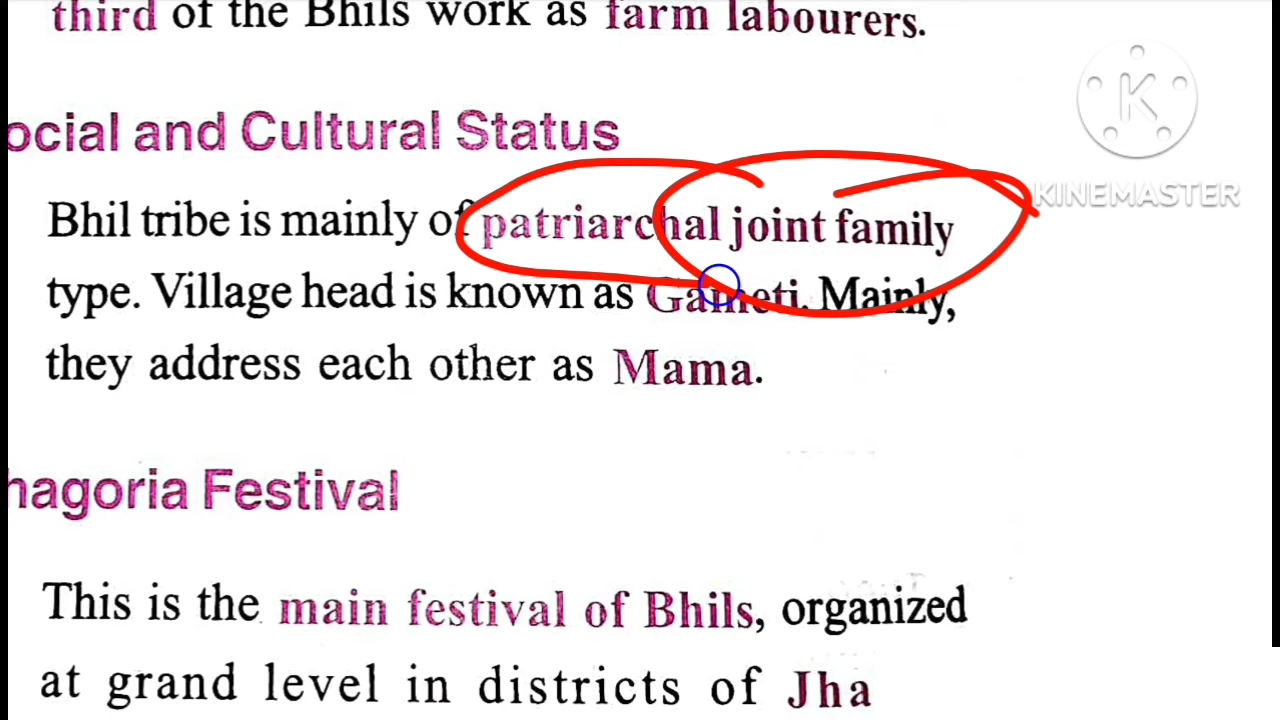 third of the Bhils work as farm labourers.
ocial and Cultural Status
Bhil tribe is mainly of patriarchal joint family
type. Village head is known as Gameti. Mainly,
they address each other as Mama.
hagoria Festival
This is the main festival of Bhils, organized
at grand level in districts of Jha
K
KINEMASTER